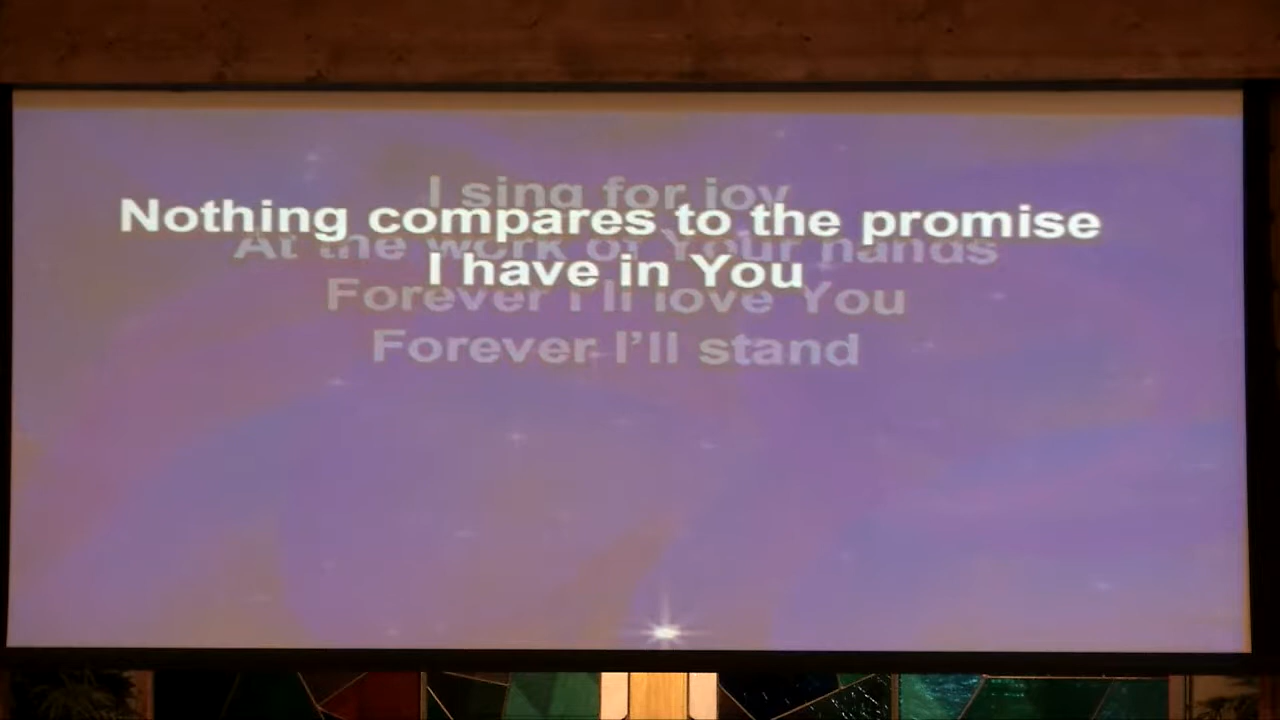 I sing for joy
Nothing compares to the promise
At the work of Your hands
I have in You
Forever I'll love You
Forever I'll stand